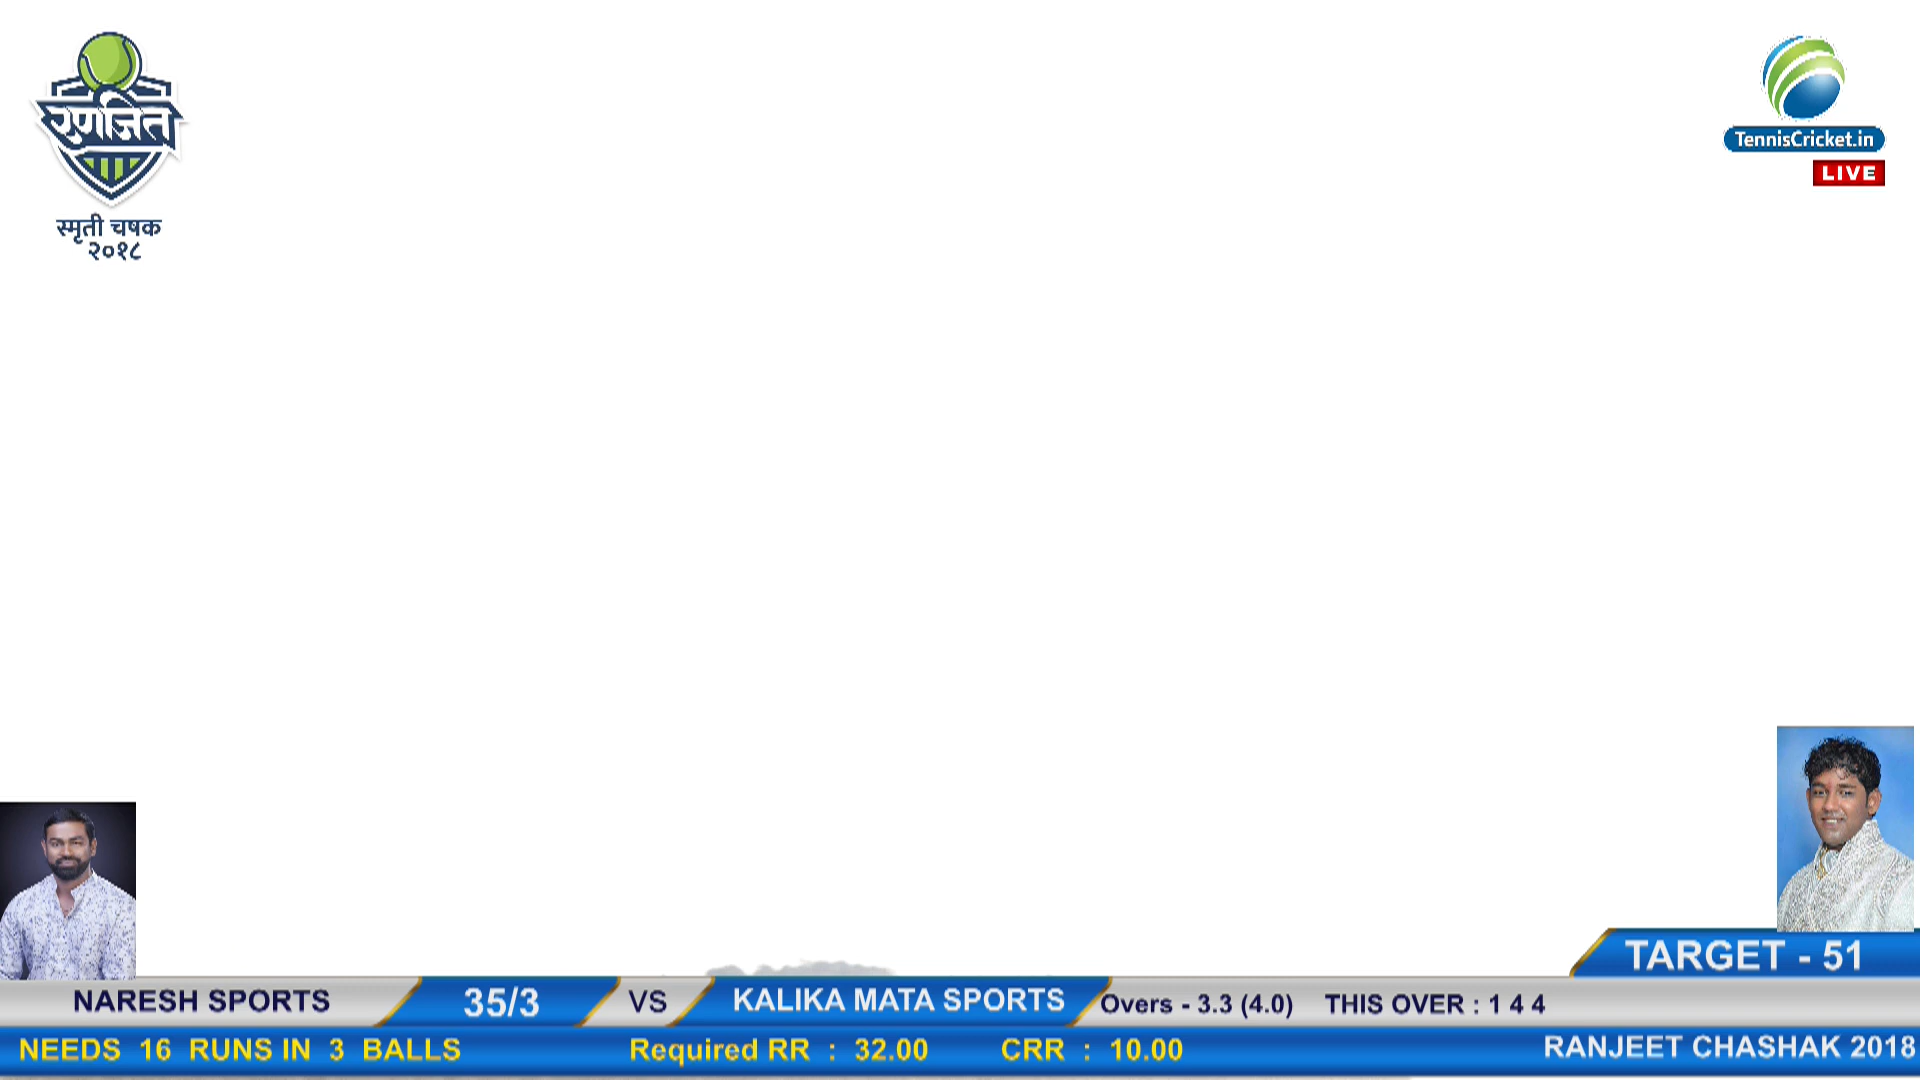 रणजित
स्मृती चषक
२०१८
TennisCricket.in
LIVE
TARGET - 51
NARESH SPORTS 35/3 VS KALIKA MATA SPORTS Overs - 3.3 (4.0) THIS OVER : 1 4 4
NEEDS 16 RUNS IN 3 BALLS Required RR : 32.00 CRR : 10.00 RANJEET CHASHAK 2018